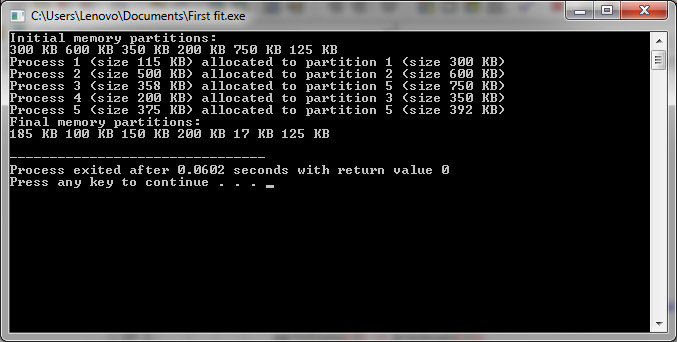 C:\Users\Lenovo\Documents\First fit.exe
Initial memory partitions:
300 KB 600 KB 350 KB 200 KB 750 KB 125 KB
Process 1 (size 115 KB) allocated to partition 1 (size 300 KB)
Process 2 (size 500 KB) allocated to partition 2 (size 600 KB)
Process 3 (size 358 KB) allocated to partition 5 (size 750 KB)
Process 4 (size 200 KB) allocated to partition 3 (size 350 KB)
Process 5 (size 375 KB) allocated to partition 5 (size 392 KB)
Final memory partitions:
185 KB 100 KB 150 KB 200 KB 17 KB 125 KB
--------------------------------
Process exited after 0.0602 seconds with return value 0
Press any key to continue . . . _